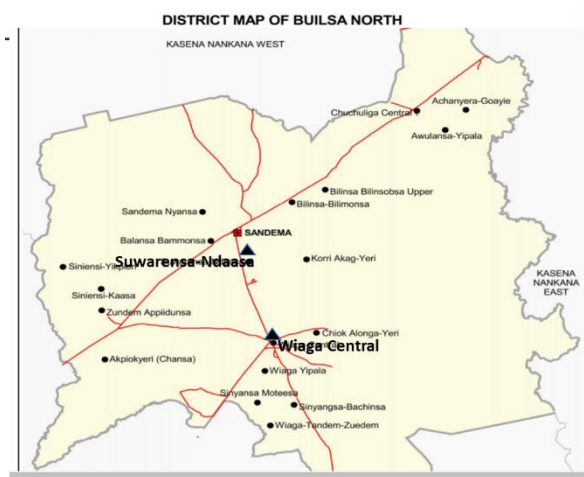 DISTRICT MAP OF BUILSA NORTH
KASENA NANKANA WEST
Chuchuliga Central
Achanyera-Goayie
Awulansa-Yipala
Bilinsa Bilinsobsa Upper
Bilinsa-Bilimonsa
Sandema Nyansa
SANDEMA
Balansa Bammonsa
Suwarensa-Ndaasa
Korri Akag-Yeri
Siniensi-Yikpien
KASENA
NANKANA
EAST
Siniensi-Kaasa
Zundem Appiidunsa
Chiok Alonga-Yeri
Wiaga Central
Akpiokyeri (Chansa)
Wiaga Yipala
Sinyansa Moteesa
Sinyangsa-Bachinsa
Wiaga-Tandem-Zuedem